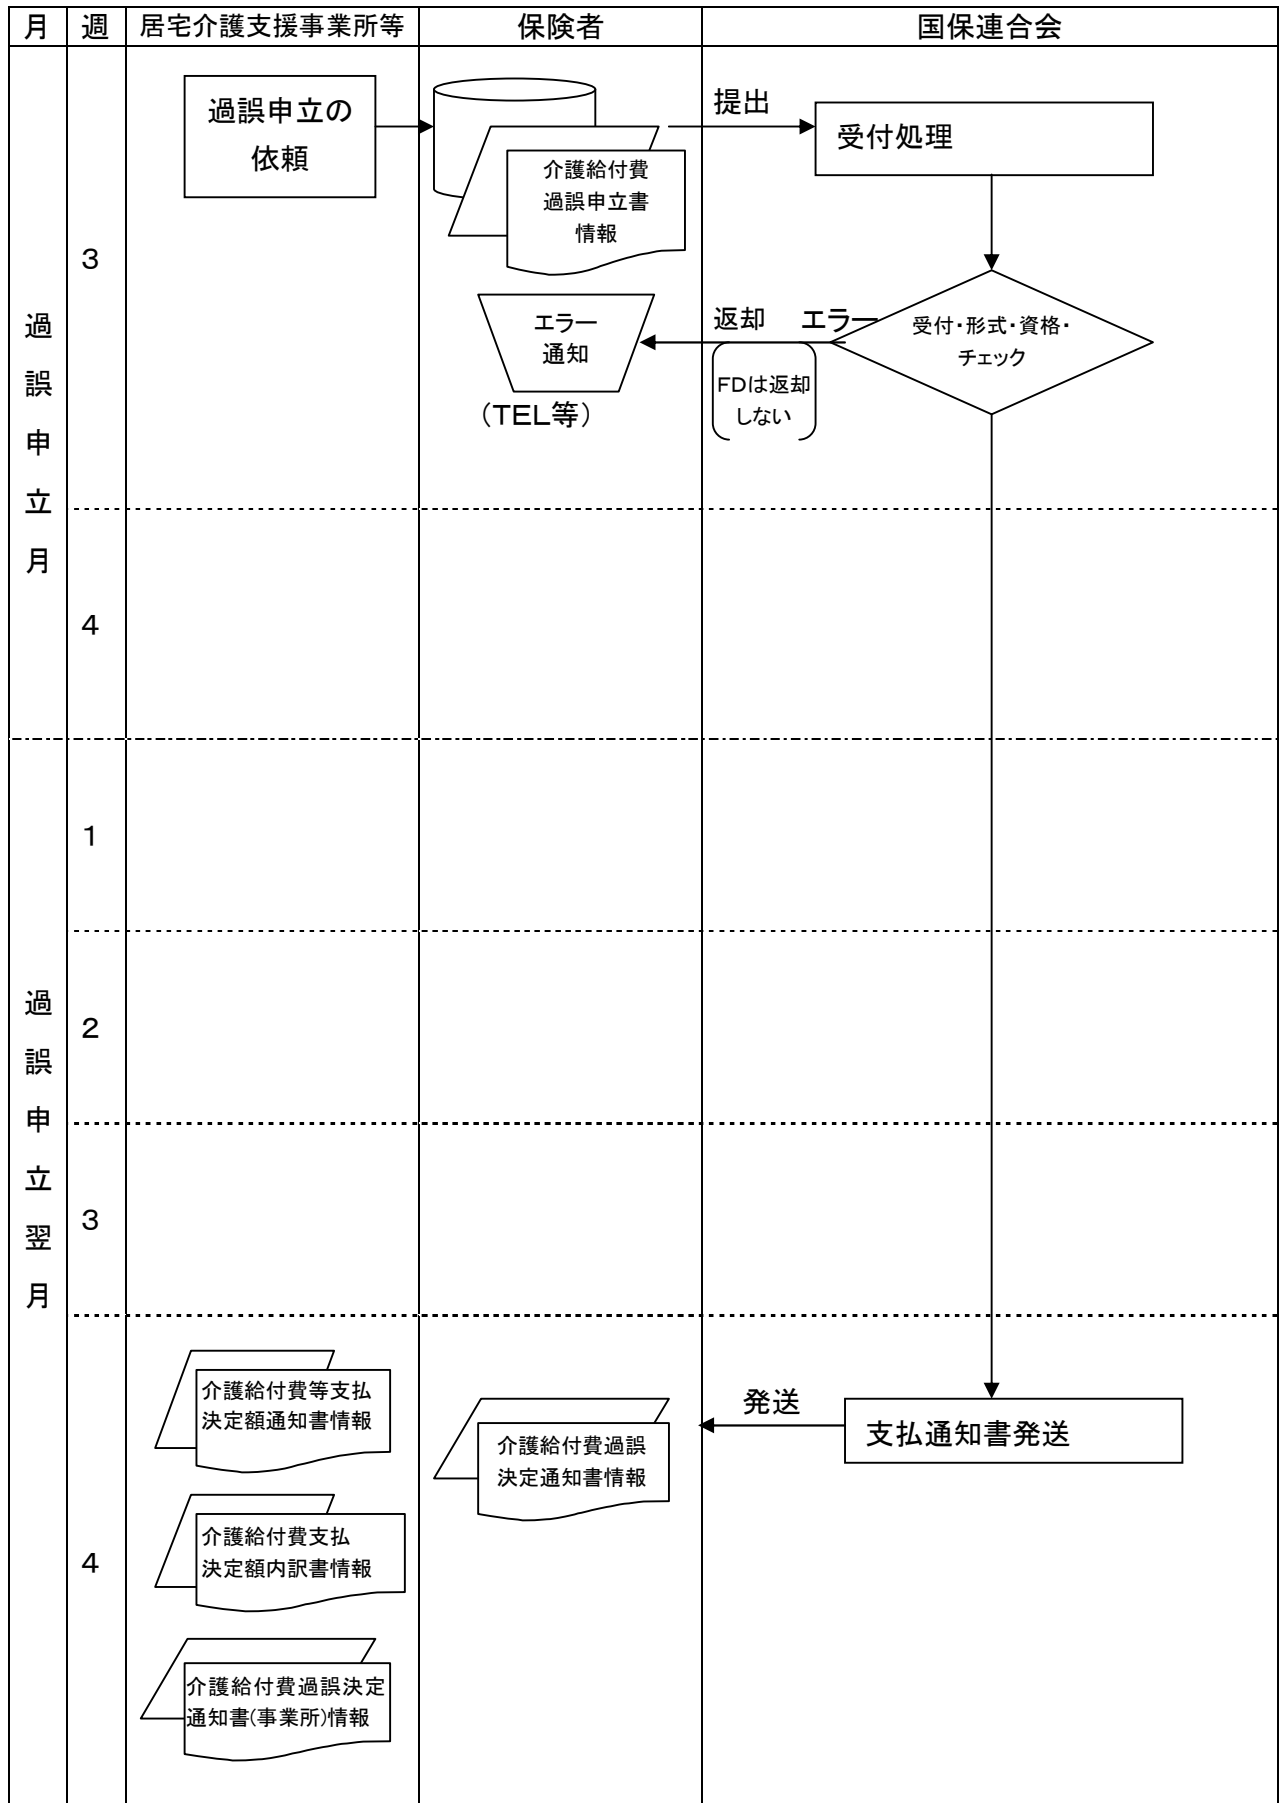 月 週 居宅介護支援事業所等 保険者 国保連合会
過誤申立月
3
過誤申立の
依頼
介護給付費
過誤申立書
情報
提出
受付処理
受付・形式・資格・
チェック
エラー
返却
FDは返却
しない
エラー
通知
（TEL等）
4
過誤申立翌月
1
2
3
4
介護給付費等支払
決定額通知書情報
介護給付費支払
決定額内訳書情報
介護給付費過誤決定
通知書(事業所)情報
介護給付費過誤
決定通知書情報
発送
支払通知書発送